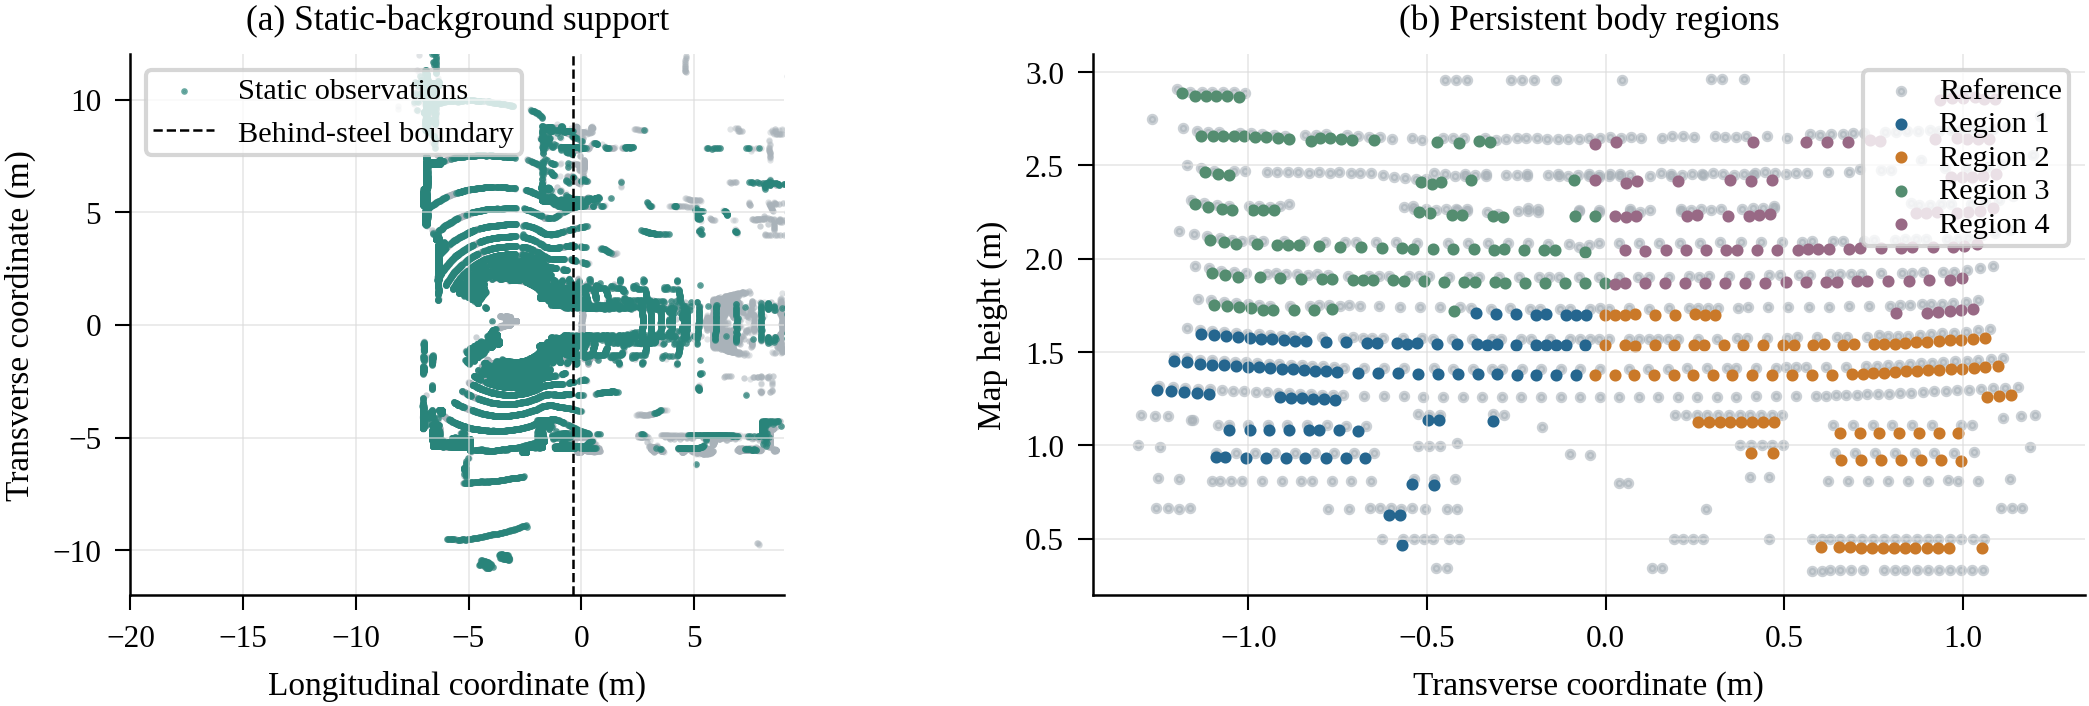 (a) Static-background support
Static observations
Behind-steel boundary
10
5
0
−5
−10
Transverse coordinate (m)
−20
−15
−10
−5
0
5
Longitudinal coordinate (m)
(b) Persistent body regions
Reference
Region 1
Region 2
Region 3
Region 4
3.0
2.5
2.0
1.5
1.0
0.5
Map height (m)
−1.0
−0.5
0.0
0.5
1.0
Transverse coordinate (m)